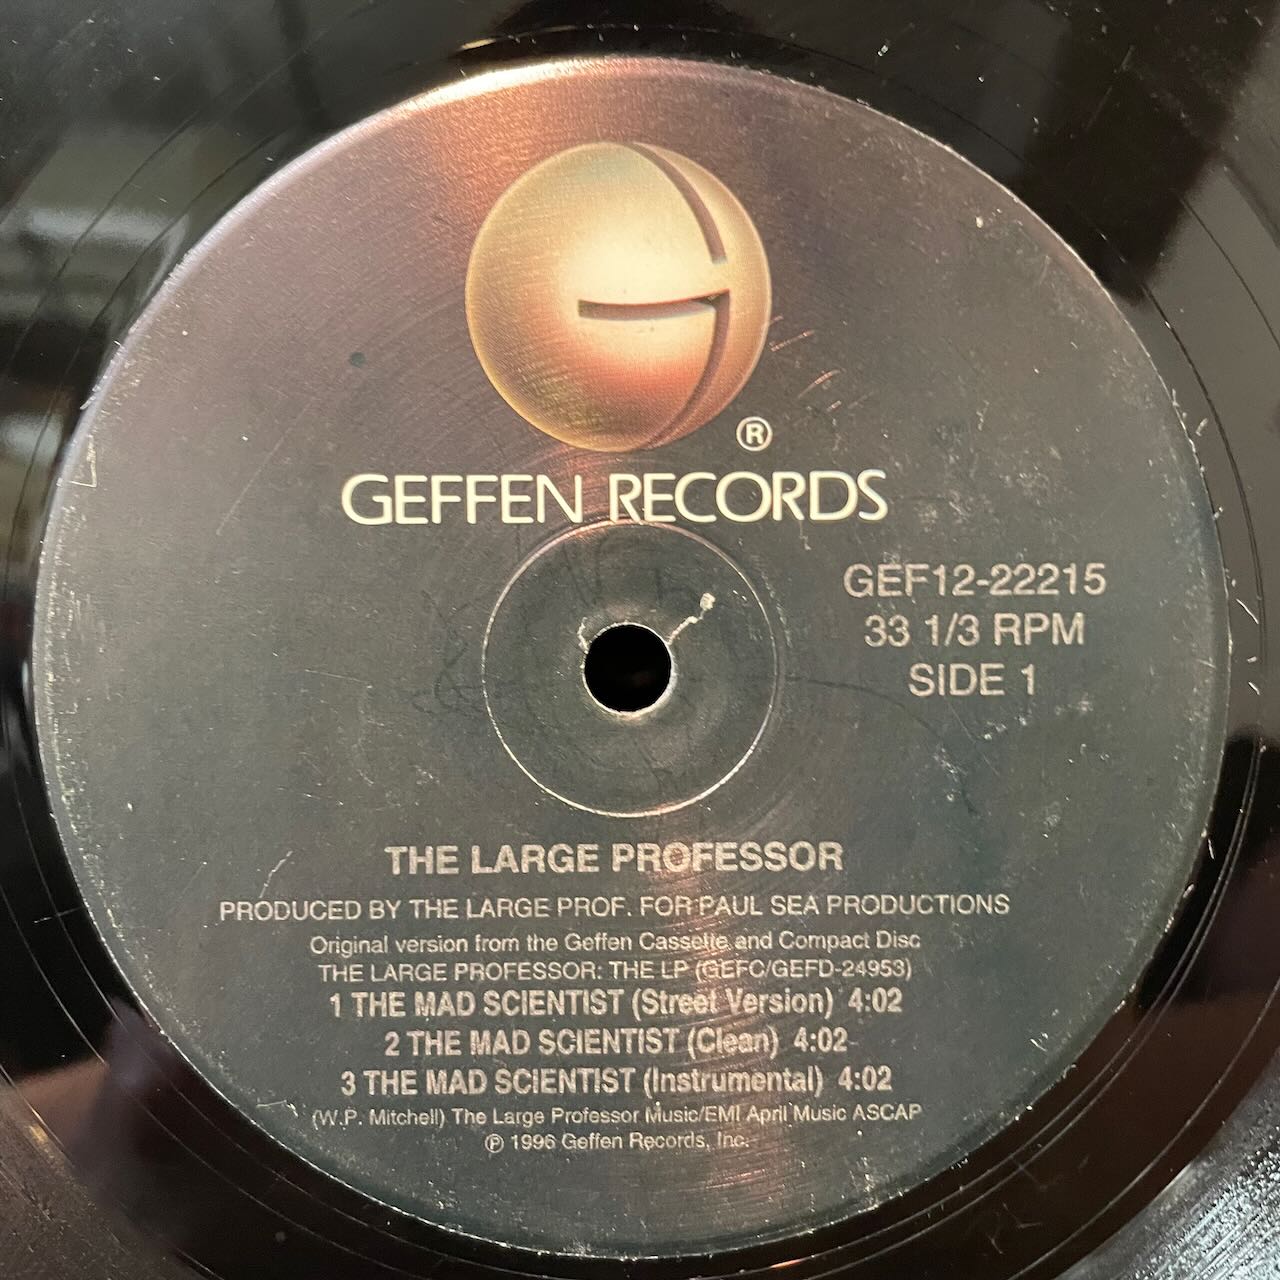 ®
GEFFEN RECORDS
GEF12-22215
33 1/3 RPM
SIDE 1
THE LARGE PROFESSOR
PRODUCED BY THE LARGE PROF. FOR PAUL SEA PRODUCTIONS
Original version from the Geffen Cassette and Compact Disc
THE LARGE PROFESSOR: THE LP (GEFC/GEFD-24953)
1 THE MAD SCIENTIST (Street Version) 4:02
2 THE MAD SCIENTIST (Clean) 4:02
3 THE MAD SCIENTIST (Instrumental) 4:02
(W.P. Mitchell) The Large Professor Music/EMI April Music ASCAP
℗ 1996 Geffen Records, Inc.